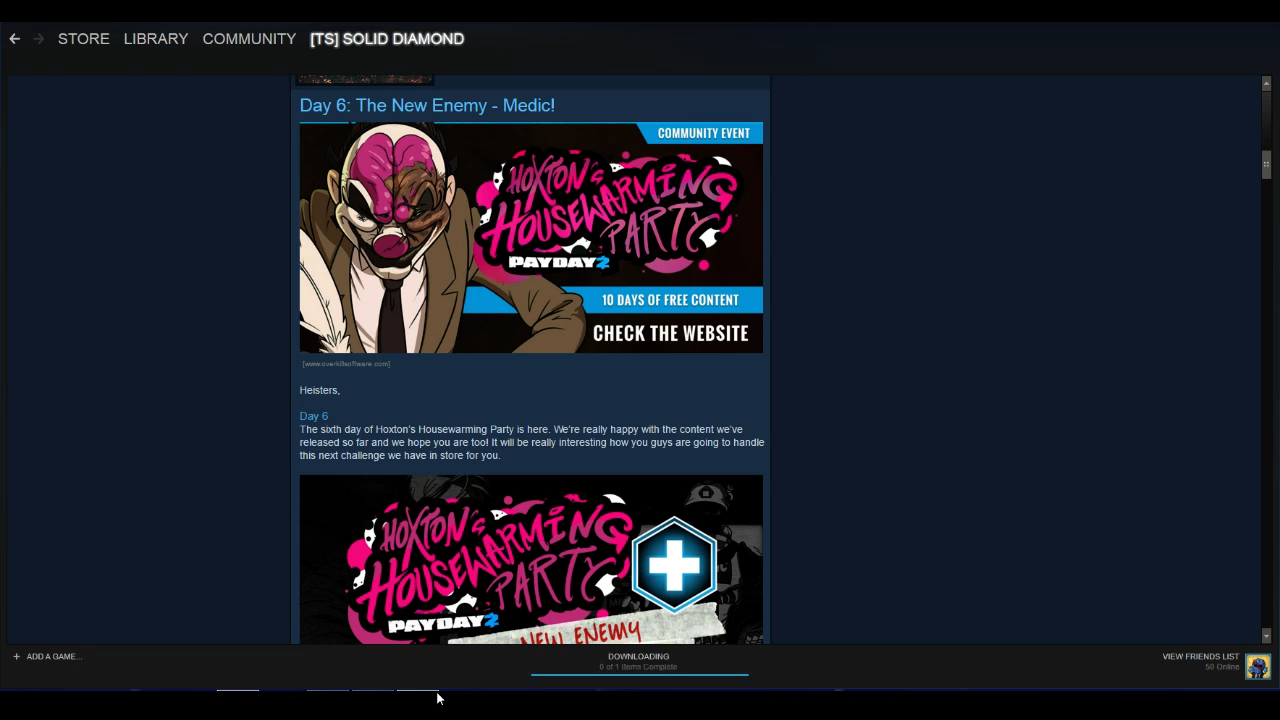 STORE LIBRARY COMMUNITY [TS] SOLID DIAMOND
Day 6: The New Enemy - Medic!
COMMUNITY EVENT
HOXTON'S
HOUSEWARMING
PARTY
PAYDAY2
10 DAYS OF FREE CONTENT
CHECK THE WEBSITE
[www.overkillsoftware.com]
Heisters,
Day 6
The sixth day of Hoxton's Housewarming Party is here. We're really happy with the content we've
released so far and we hope you are too! It will be really interesting how you guys are going to handle
this next challenge we have in store for you.
HOXTON'S
HOUSEWARMING
PARTY
PAYDAY2
NEW ENEMY
+ ADD A GAME...
DOWNLOADING
0 of 1 Items Complete
VIEW FRIENDS LIST
50 Online